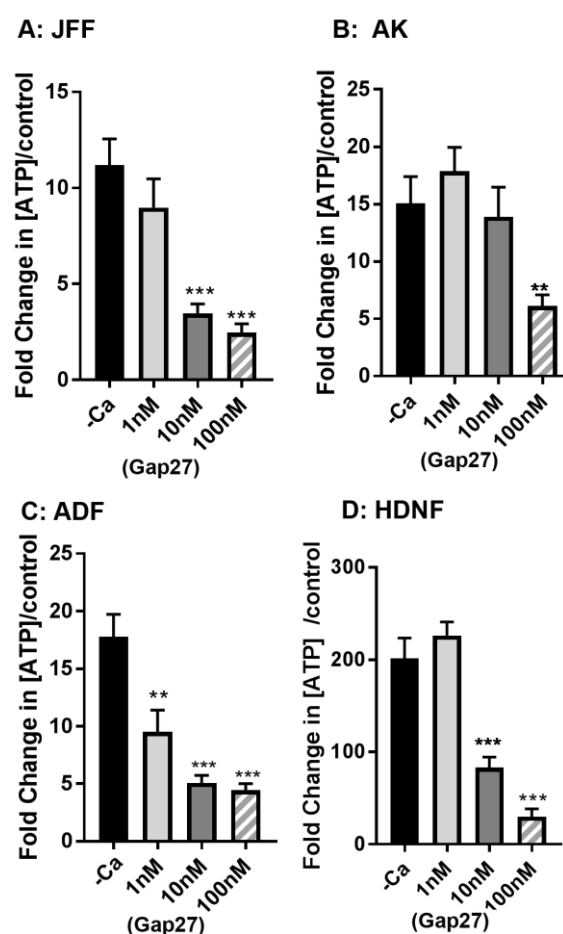 A: JFF
Fold Change in [ATP]/control
15
10
5
0
***
***
-Ca
1nM
10nM
100nM
(Gap27)
B: AK
Fold Change in [ATP]/control
25
20
15
10
5
0
**
-Ca
1nM
10nM
100nM
(Gap27)
C: ADF
Fold Change in [ATP]/control
25
20
15
10
5
0
**
***
***
-Ca
1nM
10nM
100nM
(Gap27)
D: HDNF
Fold Change in [ATP] /control
300
200
100
0
***
***
-Ca
1nM
10nM
100nM
(Gap27)